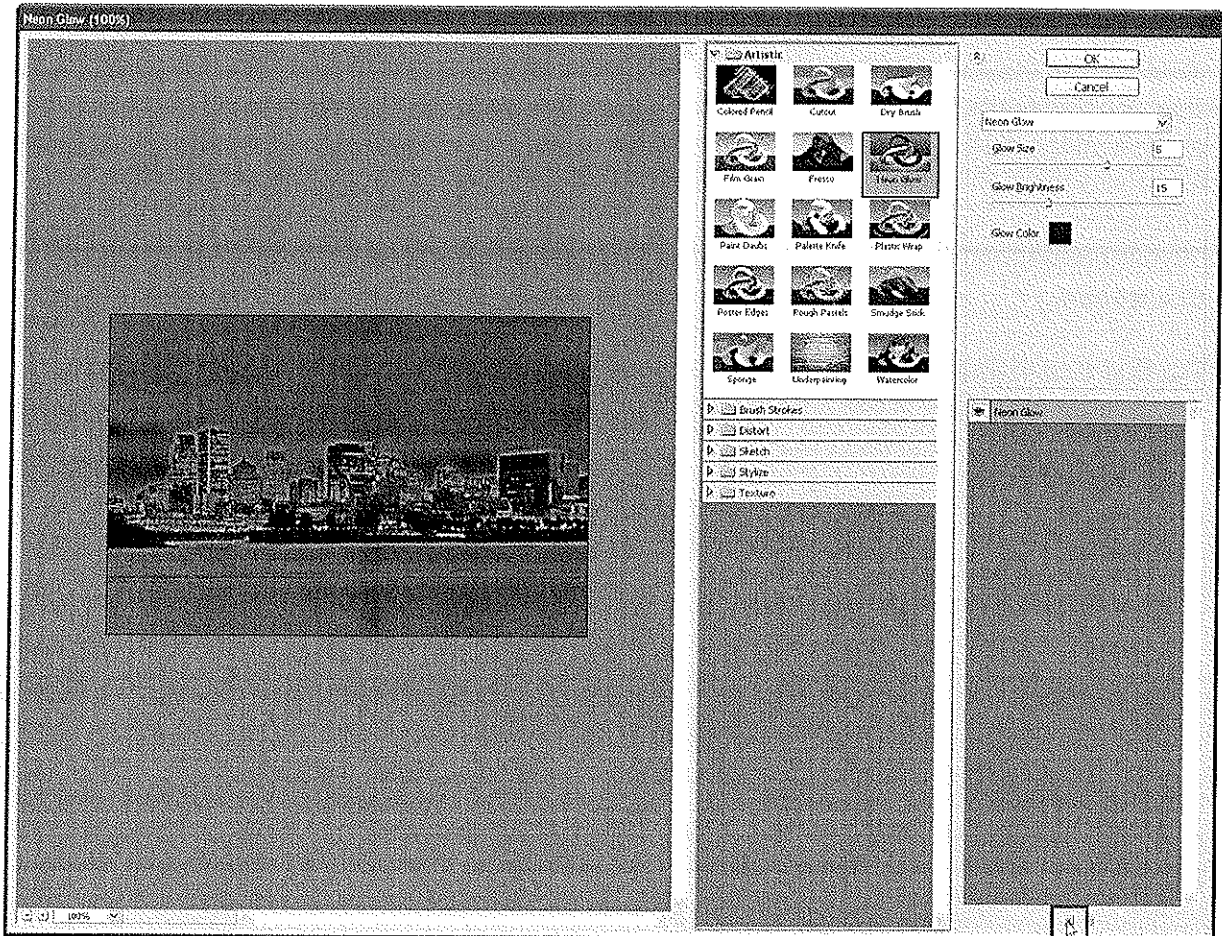 Neon Glow (100%)
Artistic
Colored Pencil
Cutout
Dry Brush
Film Grain
Fresco
Neon Glow
Paint Daubs
Palette Knife
Plastic Wrap
Poster Edges
Rough Pastels
Smudge Stick
Sponge
Underpainting
Watercolor
Brush Strokes
Distort
Sketch
Stylize
Texture
100%
OK
Cancel
Neon Glow
Glow Size
5
Glow Brightness
15
Glow Color
Neon Glow